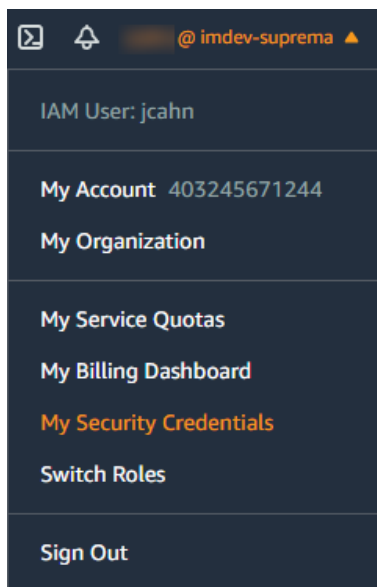 @ imdev-suprema
IAM User: jcahn
My Account 403245671244
My Organization
My Service Quotas
My Billing Dashboard
My Security Credentials
Switch Roles
Sign Out